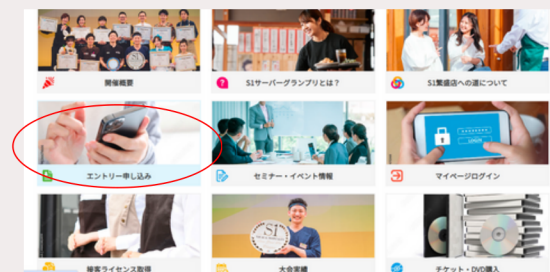 開催概要
S1サーバーグランプリとは？
S1繁盛店への道について
エントリー申し込み
セミナー・イベント情報
マイページログイン
LOGIN
接客ライセンス取得
S1
大会実績
チケット・DVD購入